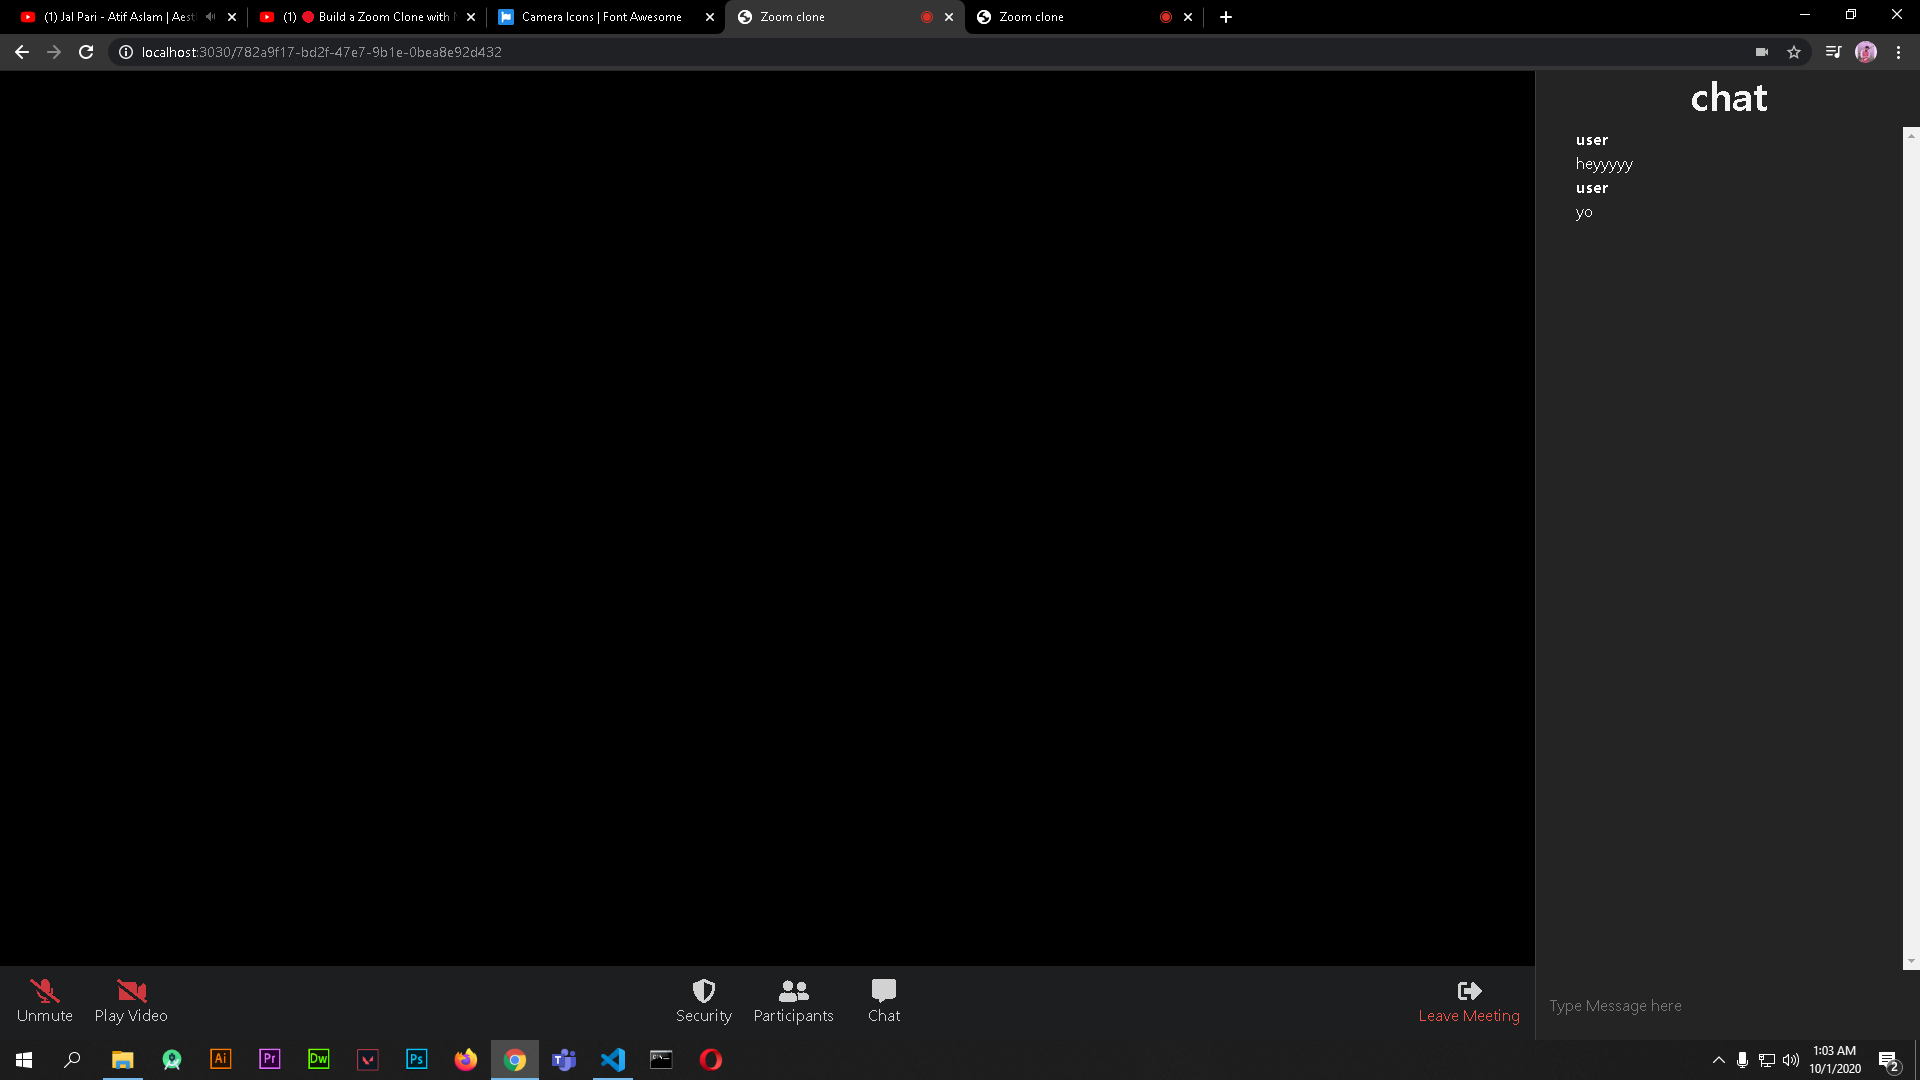 (1) Jal Pari - Atif Aslam | Aest
(1) 🔴 Build a Zoom Clone with
Camera Icons | Font Awesome
Zoom clone
Zoom clone
localhost:3030/782a9f17-bd2f-47e7-9b1e-0bea8e92d432
chat
user
heyyyyy
user
yo
Type Message here
Unmute
Play Video
Security
Participants
Chat
Leave Meeting
Ai
Pr
Dw
Ps
1:03 AM
10/1/2020
2